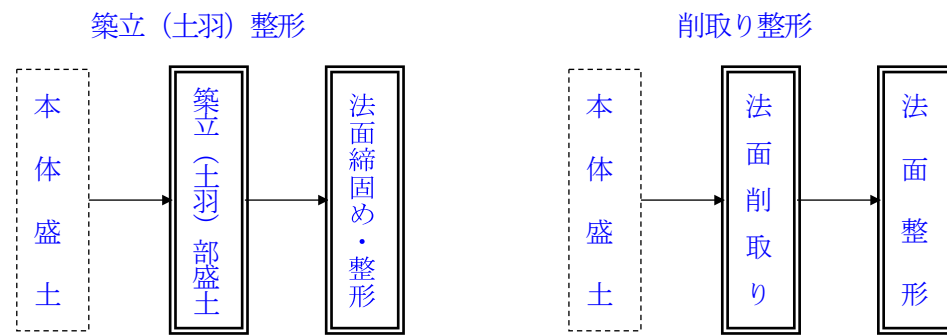 築立（土羽）整形
本体盛土
築立（土羽）部盛土
法面締固め・整形
削取り整形
本体盛土
法面削取り
法面整形